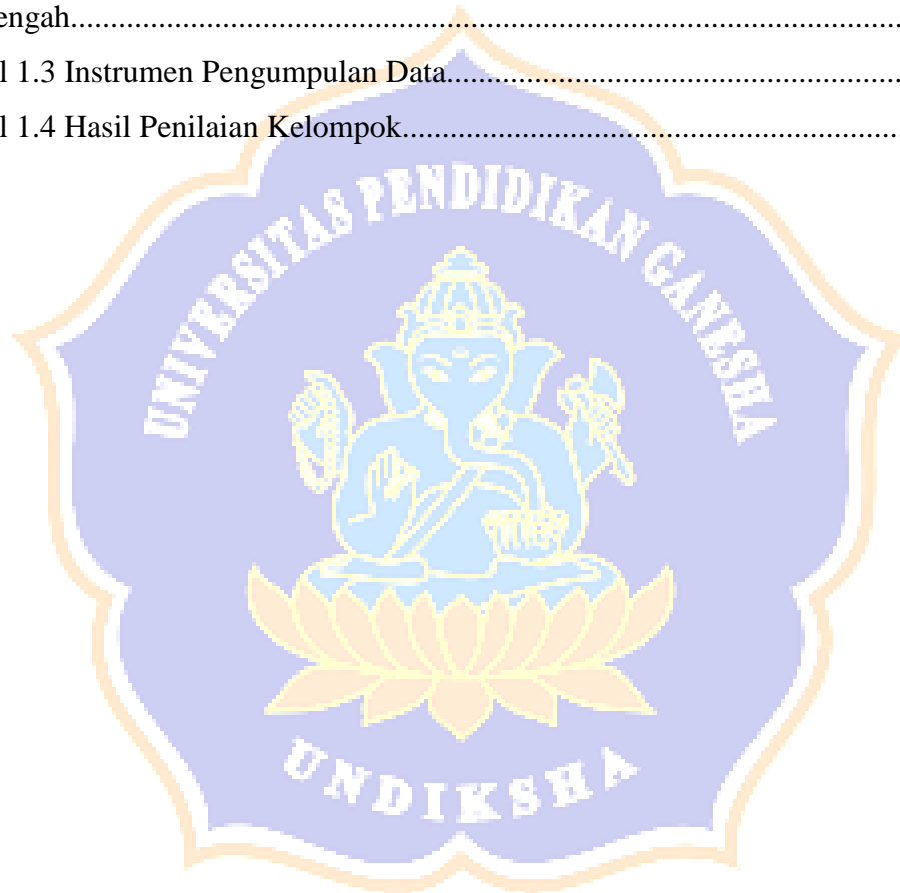 engah....................................................................................................
l 1.3 Instrumen Pengumpulan Data.......................................................
l 1.4 Hasil Penilaian Kelompok.............................................................
UNIVERSITAS PENDIDIKAN GANESHA
UNDIKSHA